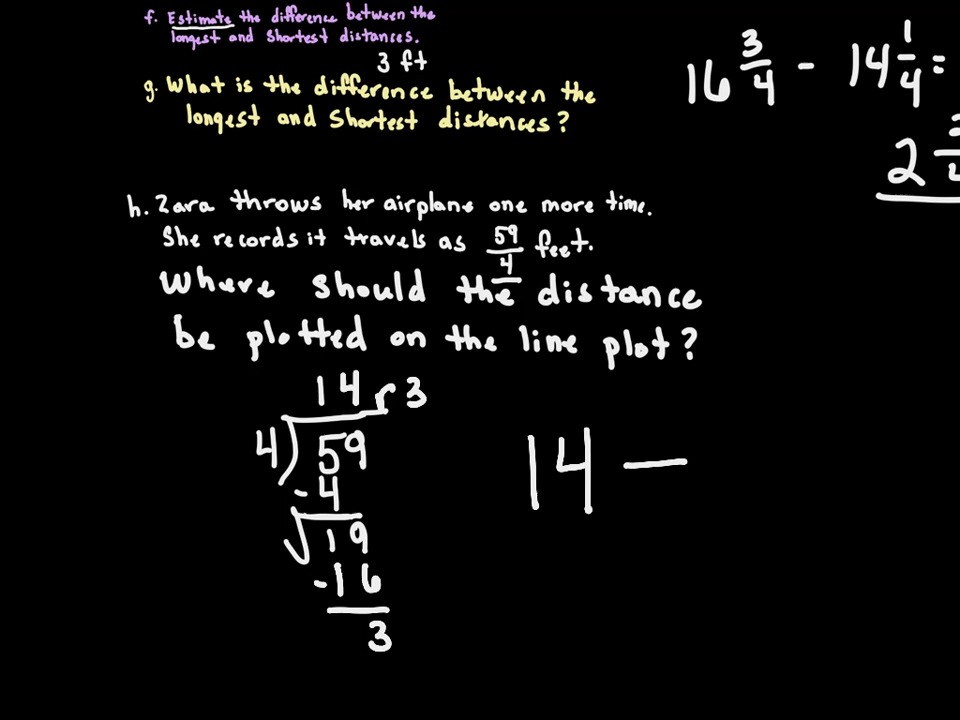 f. Estimate the difference between the
longest and shortest distances.
3 ft
g. What is the difference between the
longest and shortest distances?
16 3/4 - 14 1/4 =
2
h. Zara throws her airplane one more time.
She records it travels as 59/4 feet.
Where should the distance
be plotted on the line plot?
14 r 3
4 59
-4
19
-16
3
14 —